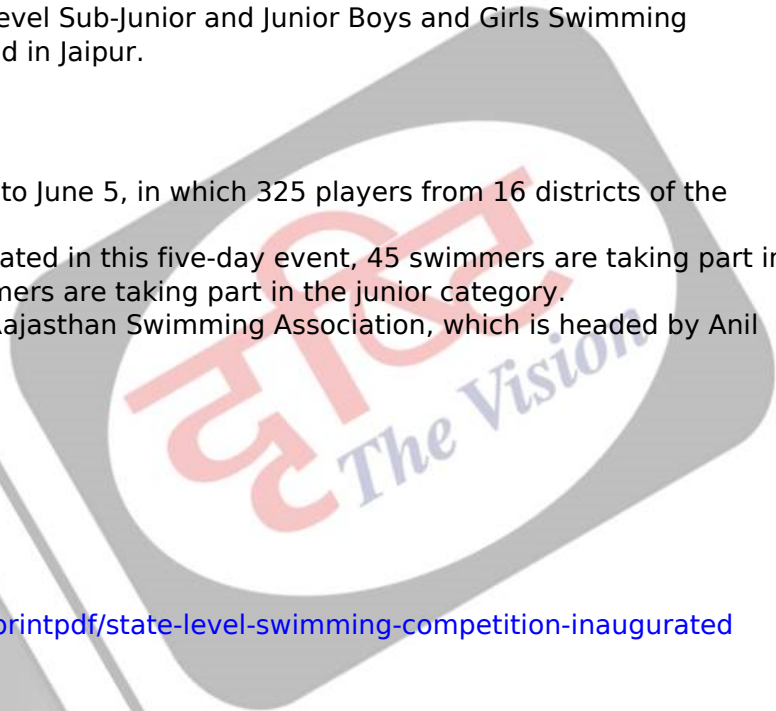 evel Sub-Junior and Junior Boys and Girls Swimming
d in Jaipur.
to June 5, in which 325 players from 16 districts of the
ated in this five-day event, 45 swimmers are taking part in
mers are taking part in the junior category.
Rajasthan Swimming Association, which is headed by Anil
दृष्टि
The Vision
printpdf/state-level-swimming-competition-inaugurated